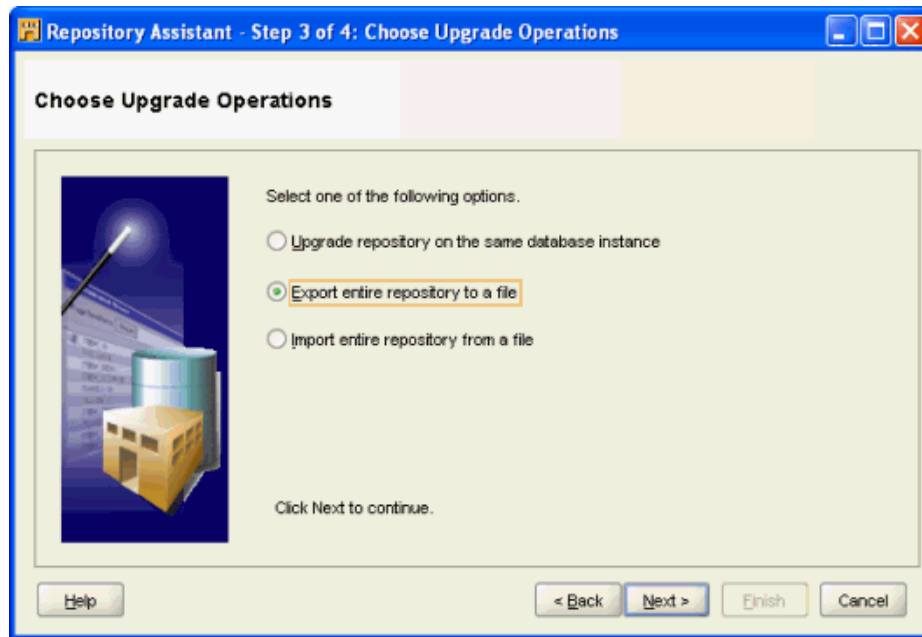 Repository Assistant - Step 3 of 4: Choose Upgrade Operations
Choose Upgrade Operations
Select one of the following options.
Upgrade repository on the same database instance
Export entire repository to a file
Import entire repository from a file
Click Next to continue.
Help
< Back
Next >
Finish
Cancel